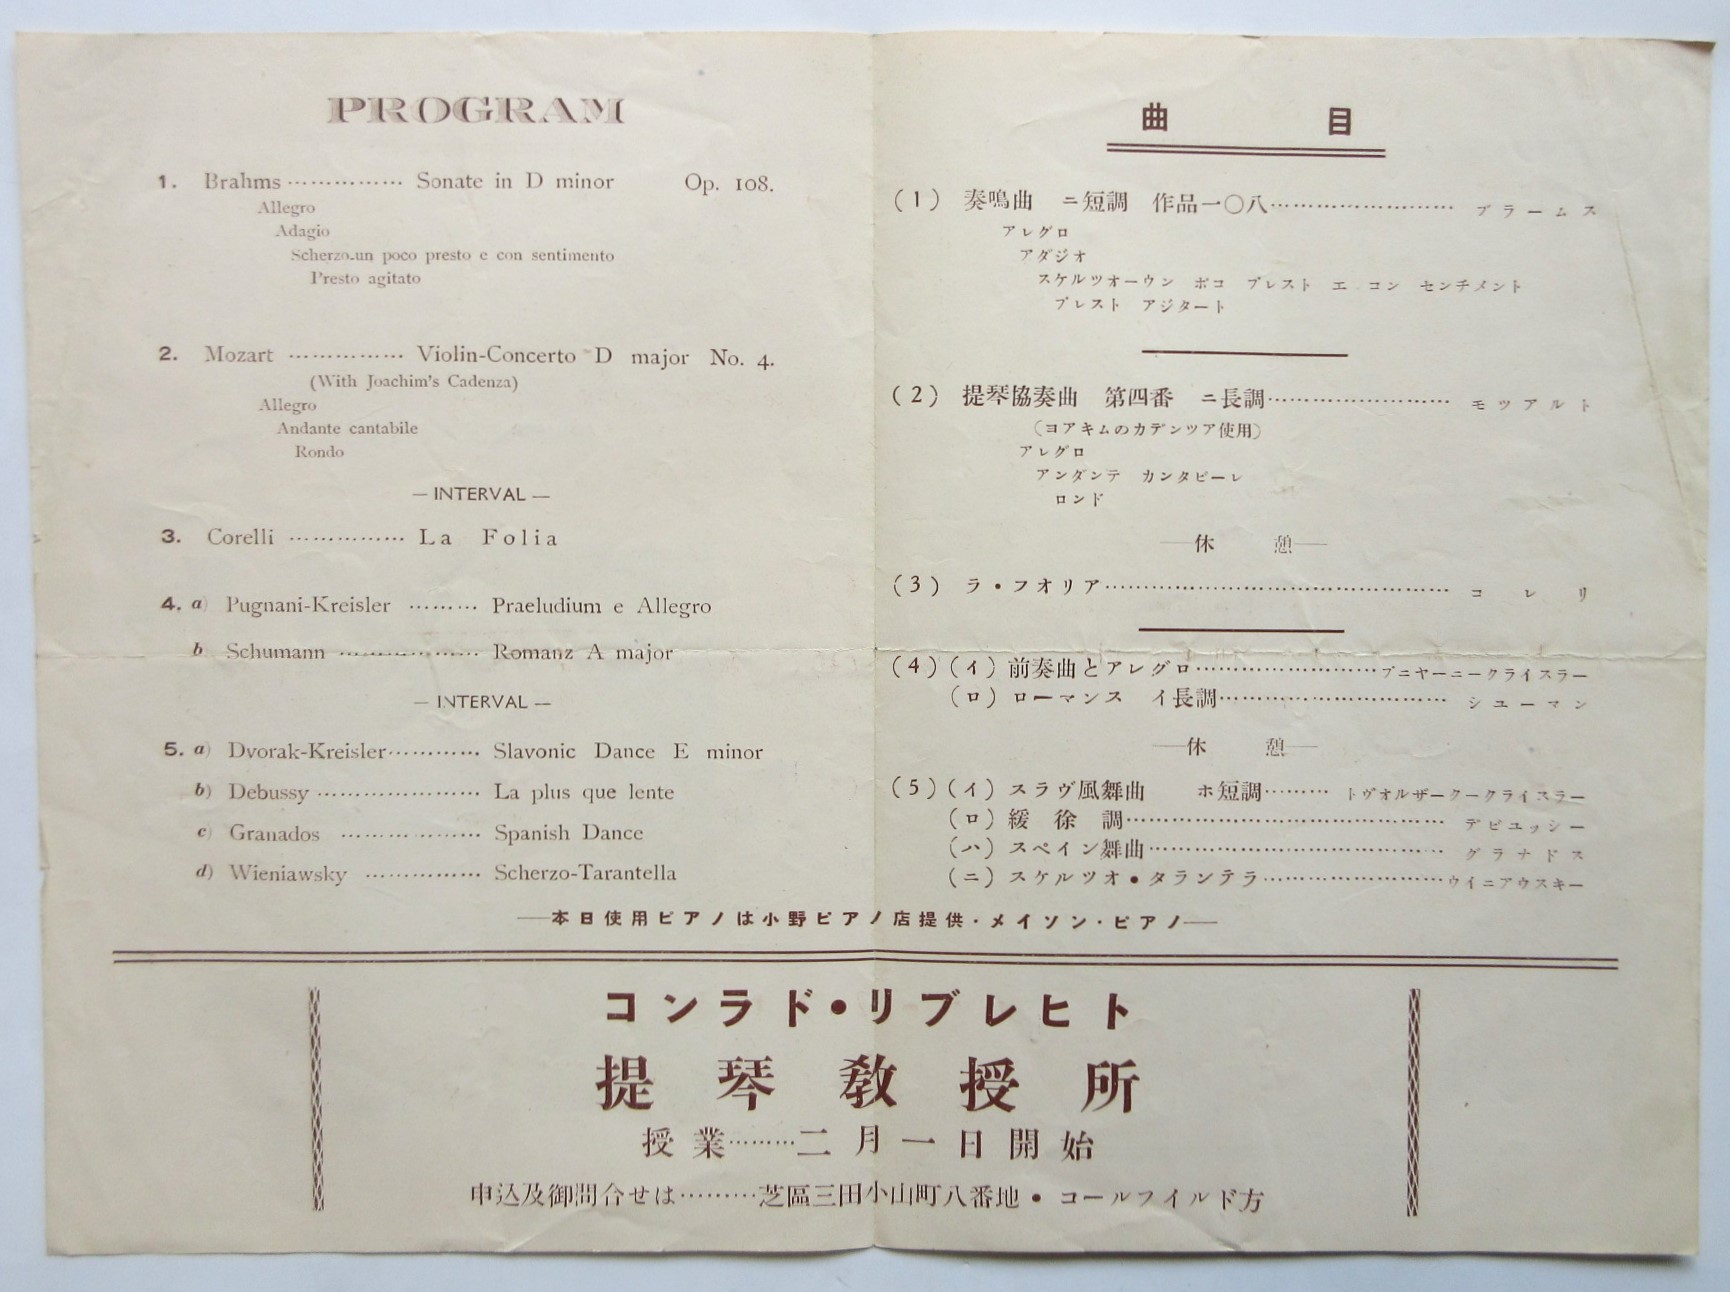 PROGRAM
1. Brahms ............... Sonate in D minor Op. 108.
Allegro
Adagio
Scherzo-un poco presto e con sentimento
Presto agitato
2. Mozart ............... Violin-Concerto D major No. 4.
(With Joachim's Cadenza)
Allegro
Andante cantabile
Rondo
— INTERVAL —
3. Corelli ............... La Folia
4. a) Pugnani-Kreisler ......... Praeludium e Allegro
b) Schumann .................. Romanz A major
— INTERVAL —
5. a) Dvorak-Kreisler............ Slavonic Dance E minor
b) Debussy ..................... La plus que lente
c) Granados .................. Spanish Dance
d) Wieniawsky ............... Scherzo-Tarantella
曲目
(1) 奏鳴曲 ニ短調 作品一〇八........................ ブラームス
アレグロ
アダジオ
スケルツオーウン ポコ プレスト エ コン センチメント
プレスト アジタート
(2) 提琴協奏曲 第四番 ニ長調........................ モツアルト
(ヨアキムのカデンツア使用)
アレグロ
アンダンテ カンタビーレ
ロンド
——休憩——
(3) ラ・フオリア............................................. コレリ
(4)(イ) 前奏曲とアレグロ........................プニヤーニークライスラー
(ロ) ローマンス イ長調.............................. シユーマン
——休憩——
(5)(イ) スラヴ風舞曲 ホ短調......... トヴオルザークークライスラー
(ロ) 緩徐調.......................................... デビユッシー
(ハ) スペイン舞曲....................................... グラナドス
(ニ) スケルツオ・タランテラ........................ウイニアウスキー
——本日使用ピアノは小野ピアノ店提供・メイソン・ピアノ——
コンラド・リブレヒト
提琴教授所
授業.........二月一日開始
申込及御問合せは.........芝區三田小山町八番地・コールフイルド方